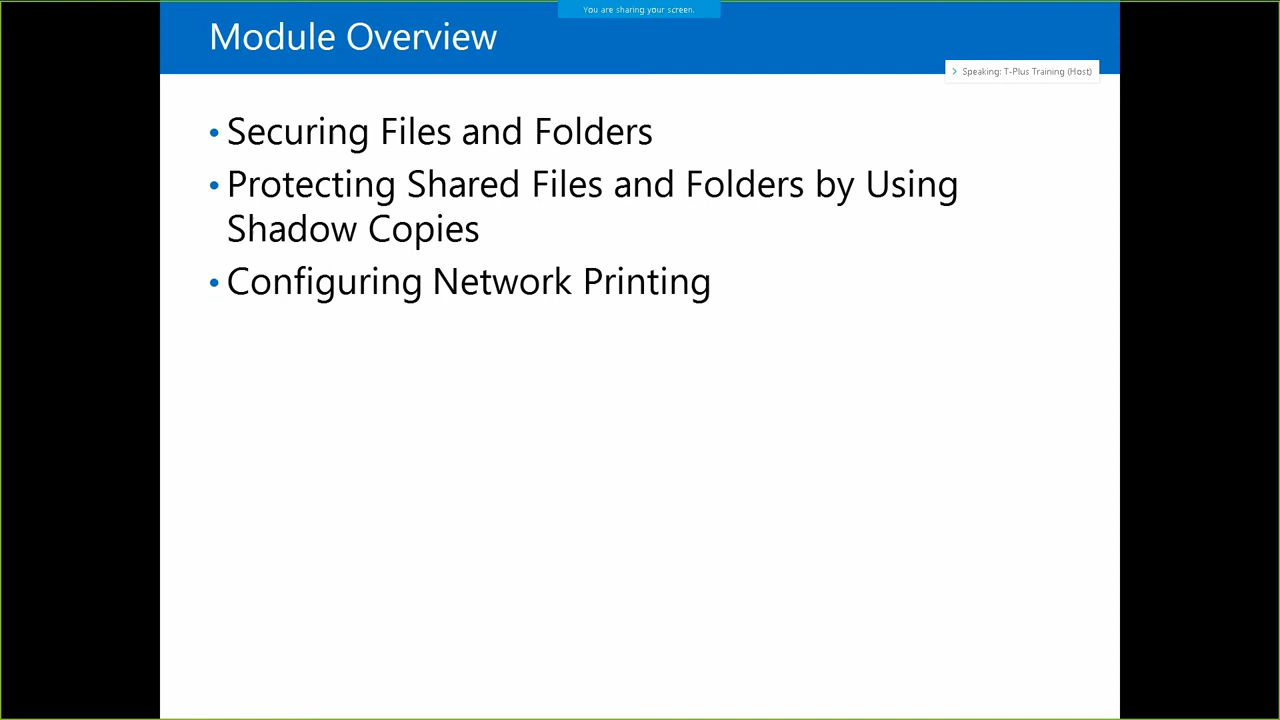 You are sharing your screen.
Module Overview
Speaking: T-Plus Training (Host)
• Securing Files and Folders
• Protecting Shared Files and Folders by Using
Shadow Copies
• Configuring Network Printing